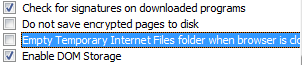 Check for signatures on downloaded programs
Do not save encrypted pages to disk
Empty Temporary Internet Files folder when browser is
Enable DOM Storage